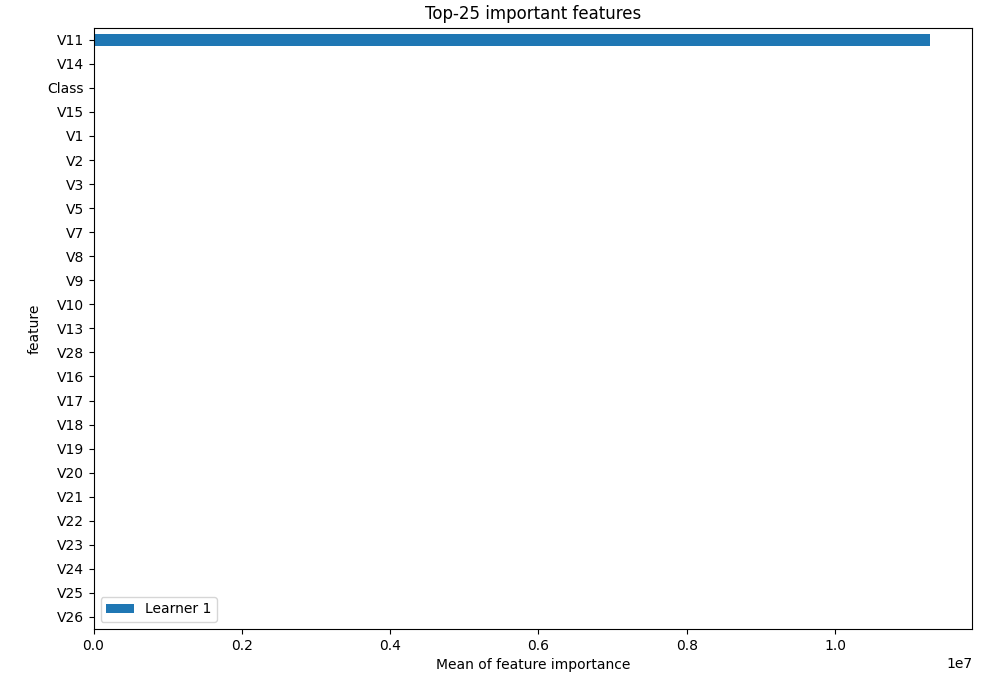 Top-25 important features
V11
V14
Class
V15
V1
V2
V3
V5
V7
V8
V9
V10
V13
V28
V16
V17
V18
V19
V20
V21
V22
V23
V24
V25
V26
feature
Learner 1
0.0 0.2 0.4 0.6 0.8 1.0
Mean of feature importance
1e7